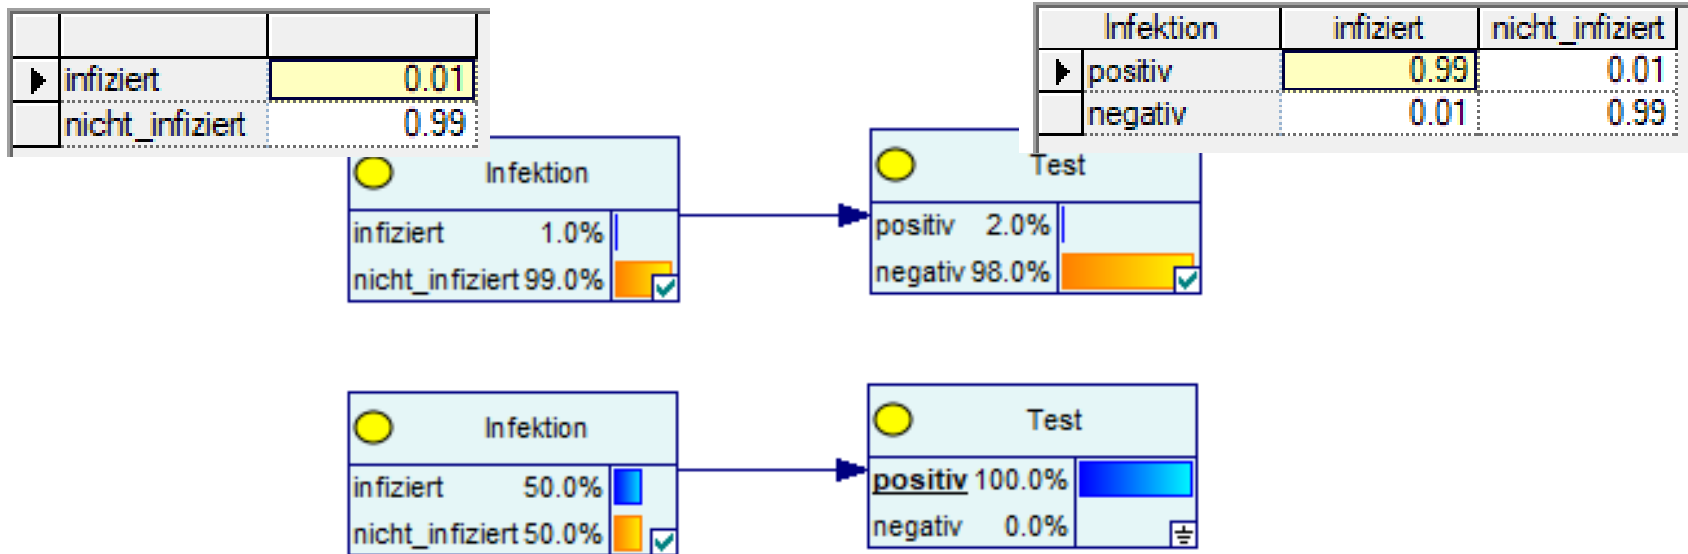 infiziert 0.01
nicht_infiziert 0.99
Infektion infiziert nicht_infiziert
positiv 0.99 0.01
negativ 0.01 0.99
Infektion
infiziert 1.0%
nicht_infiziert 99.0%
Test
positiv 2.0%
negativ 98.0%
Infektion
infiziert 50.0%
nicht_infiziert 50.0%
Test
positiv 100.0%
negativ 0.0%